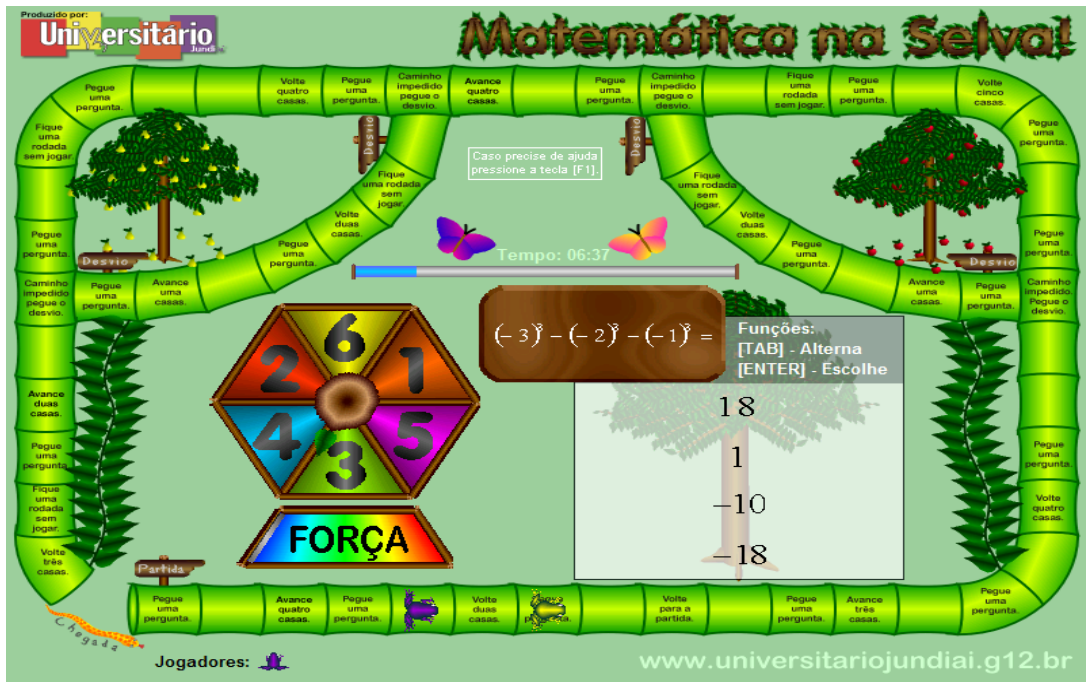 Produzido por:
Universitário
Jundiaí
Matemática na Selva!
Pegue
uma
pergunta.
Volte
quatro
casas.
Pegue
uma
pergunta.
Caminho
impedido
pegue o
desvio.
Avance
quatro
casas.
Pegue
uma
pergunta.
Caminho
impedido
pegue o
desvio.
Fique
uma
rodada
sem jogar.
Pegue
uma
pergunta.
Volte
cinco
casas.
Pegue
uma
pergunta.
Fique
uma
rodada
sem jogar.
Desvio
Desvio
Caso precise de ajuda
pressione a tecla [F1].
Fique
uma rodada
sem
jogar.
Fique
uma rodada
sem
jogar.
Volte
duas
casas.
Volte
duas
casas.
Pegue
uma
pergunta.
Desvio
Pegue
uma
pergunta.
Tempo: 06:37
Pegue
uma
pergunta.
Desvio
Pegue
uma
pergunta.
Caminho
impedido
pegue o
desvio.
Pegue
uma
pergunta.
Avance
uma
casas.
Avance
uma
casas.
Pegue
uma
pergunta.
Caminho
impedido.
Pegue o
desvio.
(−3)³ − (−2)³ − (−1)³ =
Funções:
[TAB] - Alterna
[ENTER] - Escolhe
6
2
1
4
5
3
FORÇA
18
1
−10
−18
Avance
duas
casas.
Pegue
uma
pergunta
Fique
uma
rodada
sem
jogar.
Volte
três
casas.
Pegue
uma
pergunta.
Volte
quatro
casas.
Pegue
uma
pergunta.
Partida
Chegada
Pegue
uma
pergunta.
Avance
quatro
casas.
Pegue
uma
pergunta.
Volte
duas
casas.
Volte
para a
partida.
Pegue
uma
pergunta.
Avance
três
casas.
Jogadores:
www.universitariojundiai.g12.br